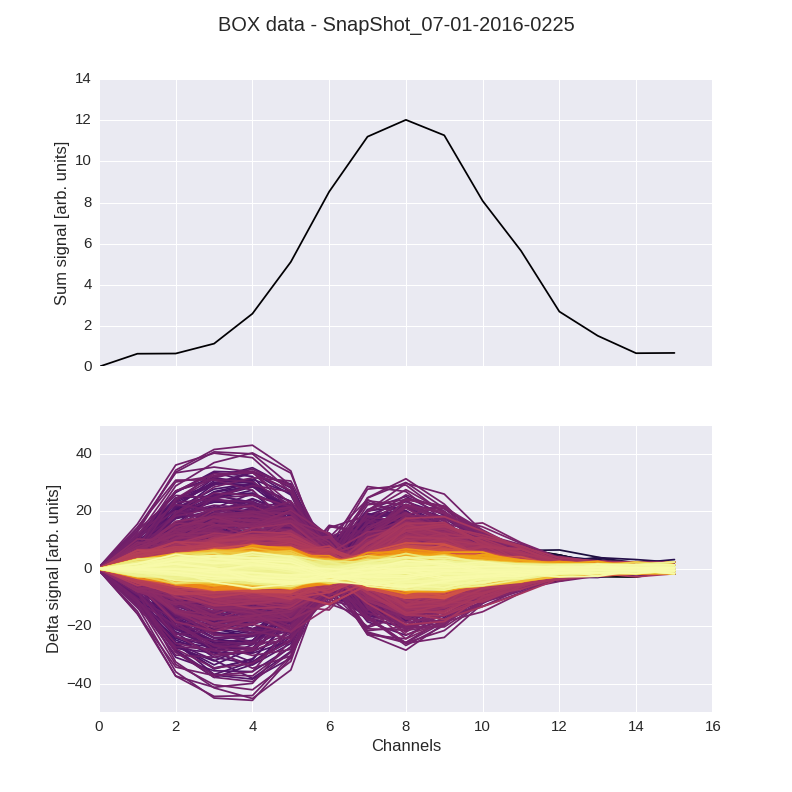 BOX data - SnapShot_07-01-2016-0225
14
12
10
8
6
4
2
0
Sum signal [arb. units]
40
20
0
−20
−40
Delta signal [arb. units]
0 2 4 6 8 10 12 14 16
Channels